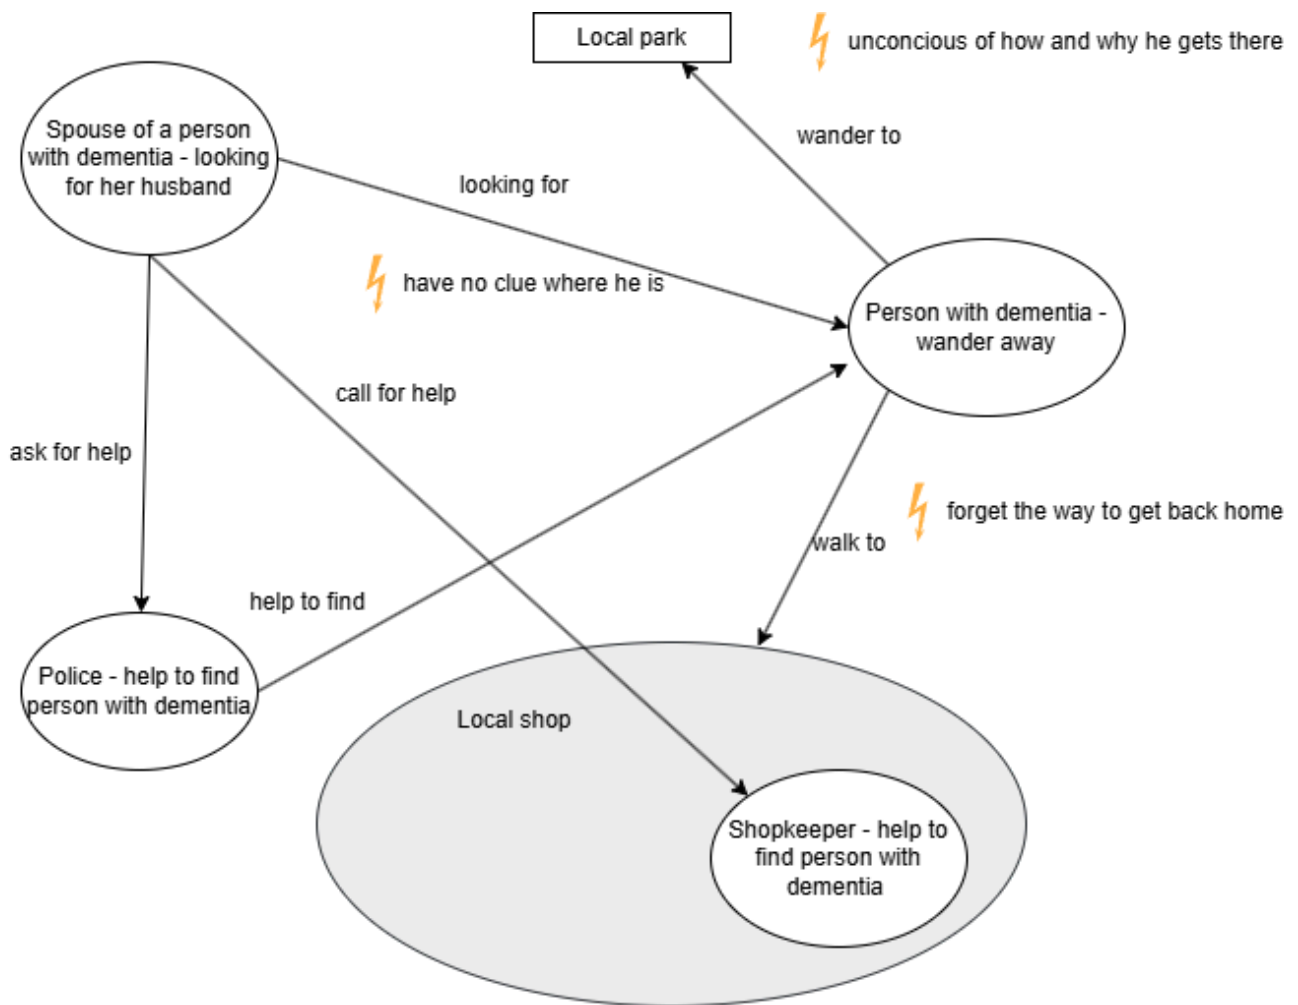 Local park
unconcious of how and why he gets there
Spouse of a person
with dementia - looking
for her husband
wander to
looking for
have no clue where he is
Person with dementia -
wander away
call for help
ask for help
forget the way to get back home
walk to
help to find
Police - help to find
person with dementia
Local shop
Shopkeeper - help to
find person with
dementia